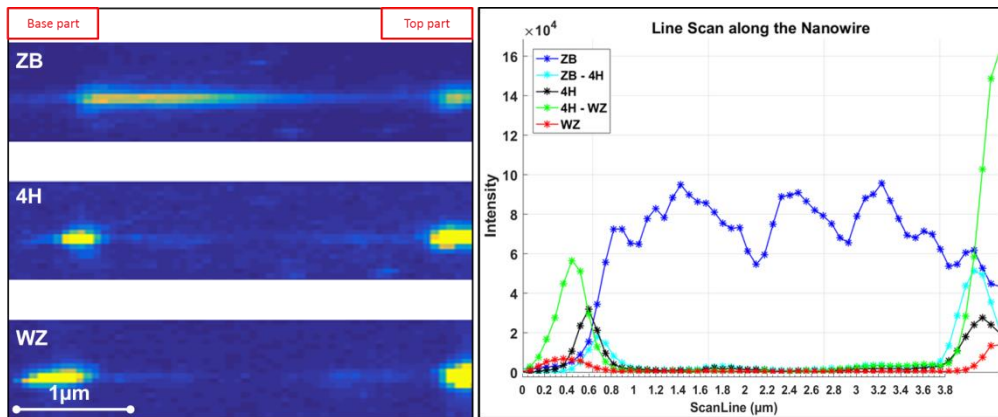 Base part
Top part
ZB
4H
WZ
1µm
Line Scan along the Nanowire
×10⁴
16
14
12
10
8
6
4
2
0
Intensity
ZB
ZB - 4H
4H
4H - WZ
WZ
0 0.2 0.4 0.6 0.8 1 1.2 1.4 1.6 1.8 2 2.2 2.4 2.6 2.8 3 3.2 3.4 3.6 3.8
ScanLine (µm)